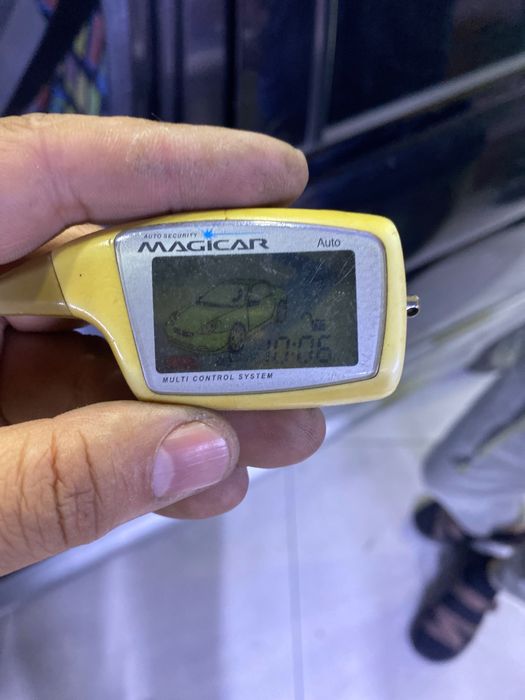 AUTO SECURITY
MAGICAR
Auto
10:06
MULTI CONTROL SYSTEM